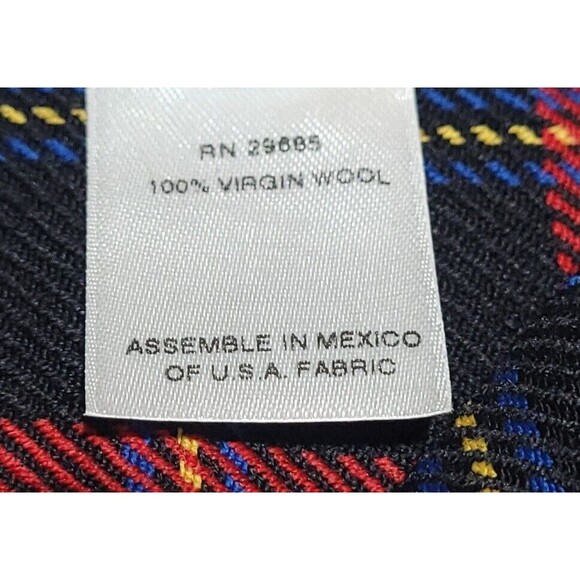 RN 29685
100% VIRGIN WOOL
ASSEMBLE IN MEXICO
OF U.S.A. FABRIC